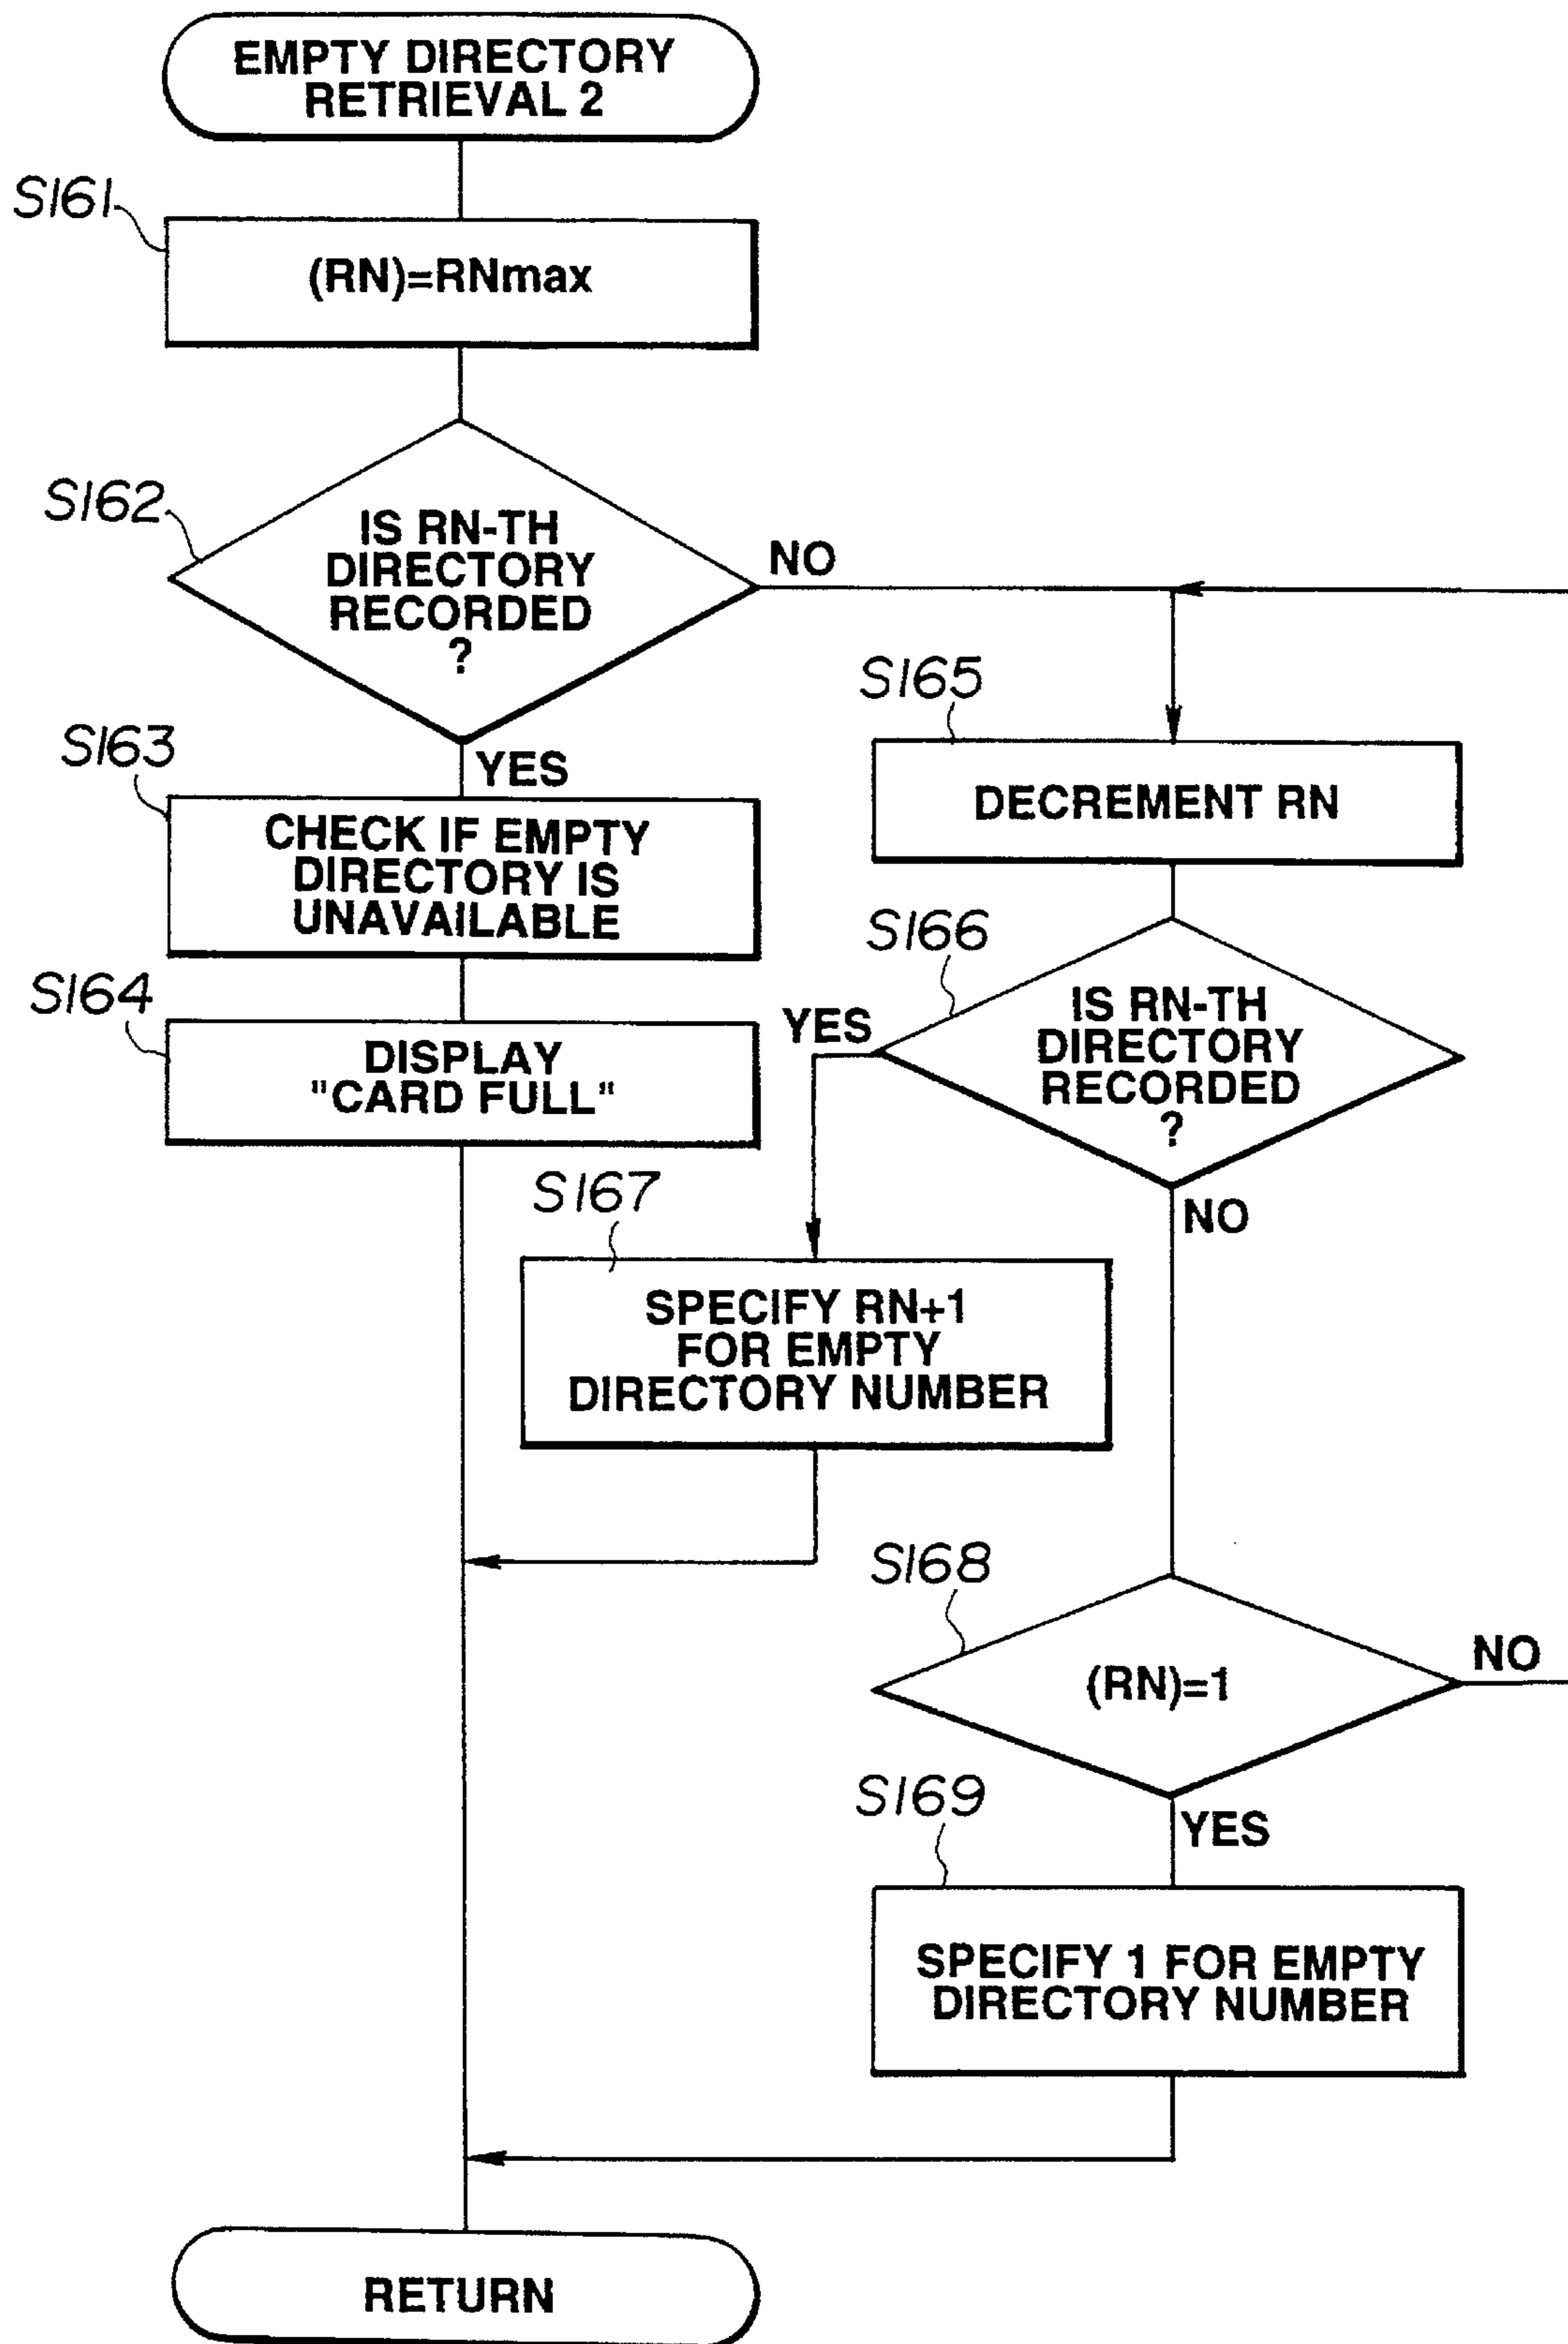 EMPTY DIRECTORY
RETRIEVAL 2
S161
(RN)=RNmax
S162
IS RN-TH
DIRECTORY
RECORDED
?
NO
YES
S163
CHECK IF EMPTY
DIRECTORY IS
UNAVAILABLE
S164
DISPLAY
"CARD FULL"
S165
DECREMENT RN
S166
IS RN-TH
DIRECTORY
RECORDED
?
YES
NO
S167
SPECIFY RN+1
FOR EMPTY
DIRECTORY NUMBER
S168
(RN)=1
NO
YES
S169
SPECIFY 1 FOR EMPTY
DIRECTORY NUMBER
RETURN